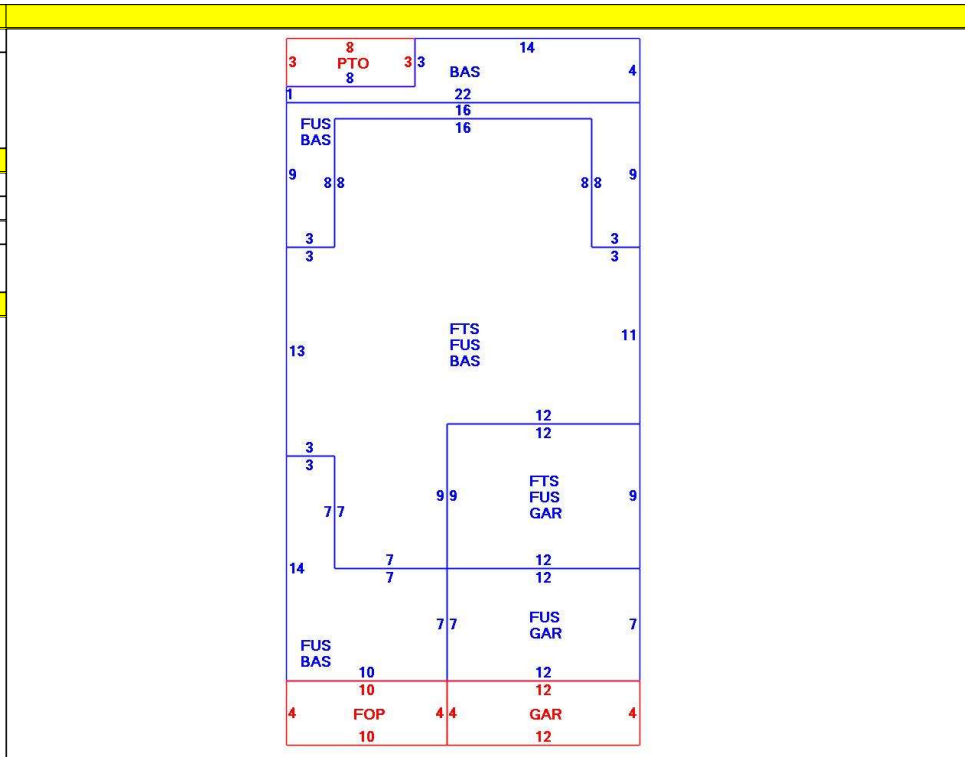 8 14
3 PTO 3 3 4
8 BAS
1 22
16
FUS 16
BAS
9 8 8 8 8 9
3 3
3 3
FTS
13 FUS 11
BAS
12
3 12
3
FTS
9 9 FUS 9
7 7 GAR
7 12
14 7 12
FUS
7 7 GAR 7
FUS
BAS
10 12
10 12
4 FOP 4 4 GAR 4
10 12